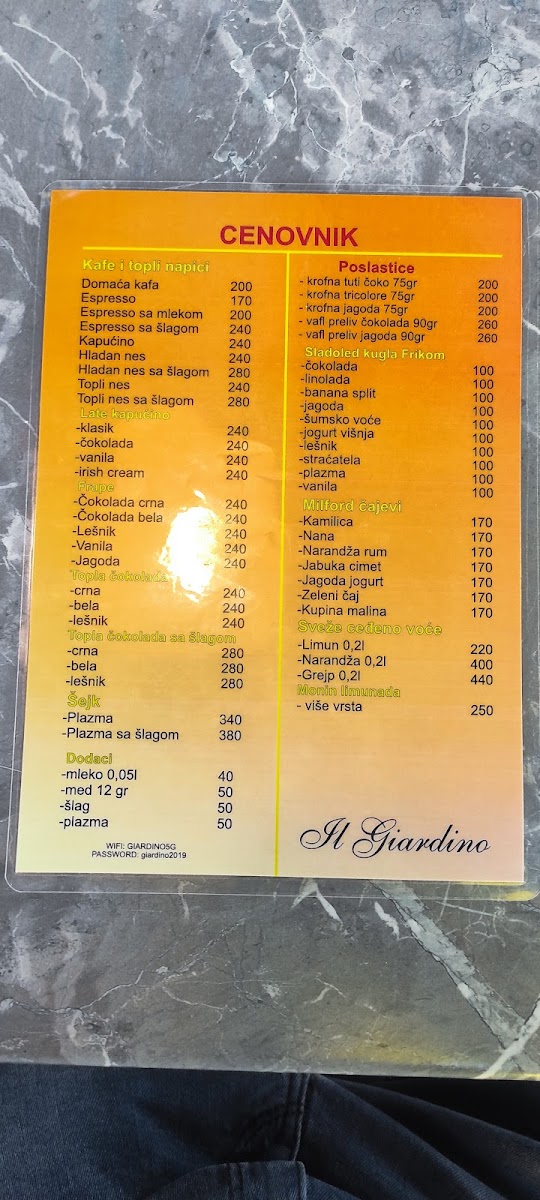 CENOVNIK
Kafe i topli napici
Domaća kafa 200
Espresso 170
Espresso sa mlekom 200
Espresso sa šlagom 240
Kapućino 240
Hladan nes 240
Hladan nes sa šlagom 280
Topli nes 240
Topli nes sa šlagom 280
Late kapućino
-klasik 240
-čokolada 240
-vanila 240
-irish cream 240
Frape
-Čokolada crna 240
-Čokolada bela 240
-Lešnik 240
-Vanila 240
-Jagoda 240
Topla čokolada
-crna 240
-bela 240
-lešnik 240
Topla čokolada sa šlagom
-crna 280
-bela 280
-lešnik 280
Šejk
-Plazma 340
-Plazma sa šlagom 380
Dodaci
-mleko 0,05l 40
-med 12 gr 50
-šlag 50
-plazma 50
WIFI: GIARDINO5G
PASSWORD: giardino2019
Poslastice
- krofna tuti čoko 75gr 200
- krofna tricolore 75gr 200
- krofna jagoda 75gr 200
- vafl preliv čokolada 90gr 260
- vafl preliv jagoda 90gr 260
Sladoled kugla Frikom
-čokolada 100
-linolada 100
-banana split 100
-jagoda 100
-šumsko voće 100
-jogurt višnja 100
-lešnik 100
-straćatela 100
-plazma 100
-vanila 100
Milford čajevi
-Kamilica 170
-Nana 170
-Narandža rum 170
-Jabuka cimet 170
-Jagoda jogurt 170
-Zeleni čaj 170
-Kupina malina 170
Sveže ceđeno voće
-Limun 0,2l 220
-Narandža 0,2l 400
-Grejp 0,2l 440
Monin limunada
- više vrsta 250
Il Giardino